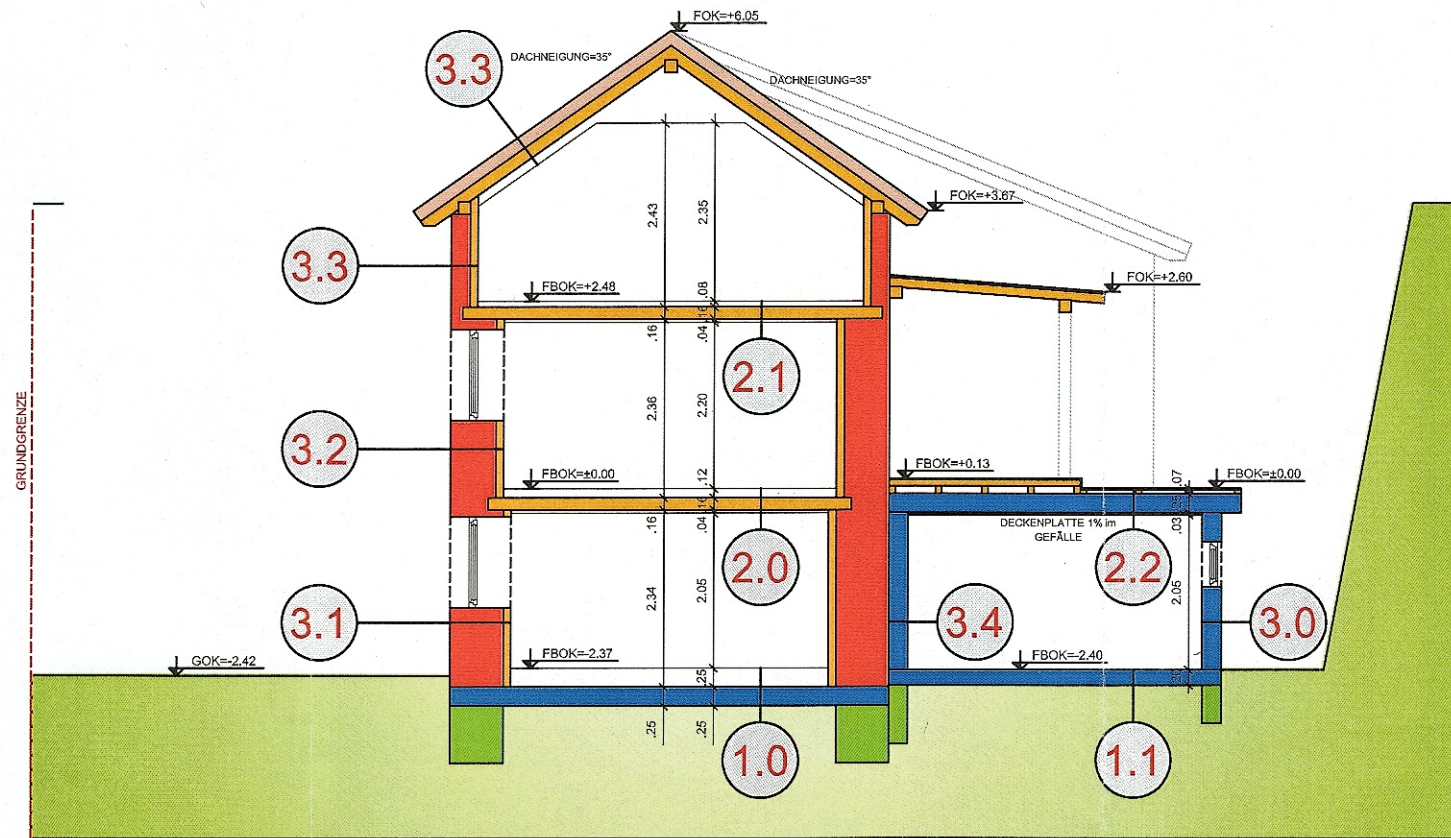 FOK=+6.05
3.3
DACHNEIGUNG=35°
DACHNEIGUNG=35°
FOK=+3.67
2.43
2.35
3.3
FOK=+2.60
FBOK=+2.48
.08
.16
.16
.04
2.1
2.36
2.20
GRUNDGRENZE
3.2
FBOK=+0.13
FBOK=±0.00
.12
.07
FBOK=±0.00
.16
.25
.16
.04
DECKENPLATTE 1% im
GEFÄLLE
.03
2.0
2.2
2.34
2.05
2.05
3.1
3.4
3.0
GOK=-2.42
FBOK=-2.37
FBOK=-2.40
.25
.20
.25
.25
1.0
1.1